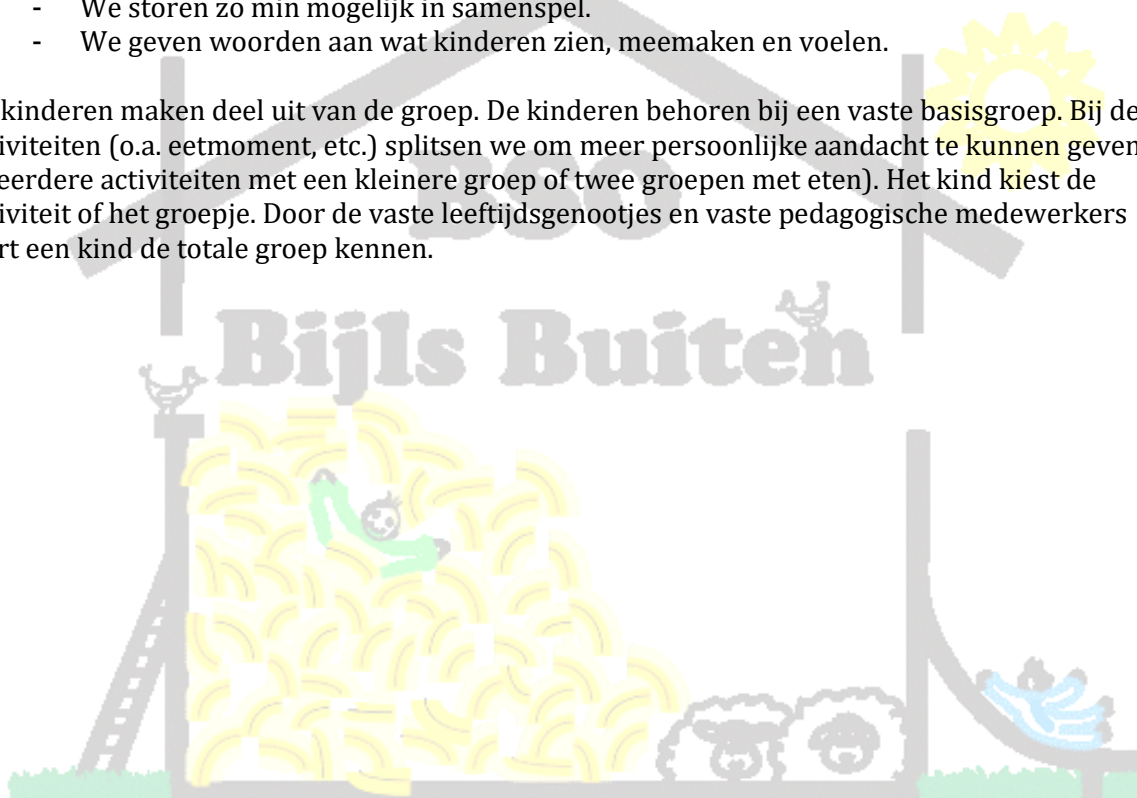 - We storen zo min mogelijk in samenspel.
- We geven woorden aan wat kinderen zien, meemaken en voelen.
kinderen maken deel uit van de groep. De kinderen behoren bij een vaste basisgroep. Bij de
iviteiten (o.a. eetmoment, etc.) splitsen we om meer persoonlijke aandacht te kunnen geven
eerdere activiteiten met een kleinere groep of twee groepen met eten). Het kind kiest de
iviteit of het groepje. Door de vaste leeftijdsgenootjes en vaste pedagogische medewerkers
rt een kind de totale groep kennen.
BSO
Bijls Buiten